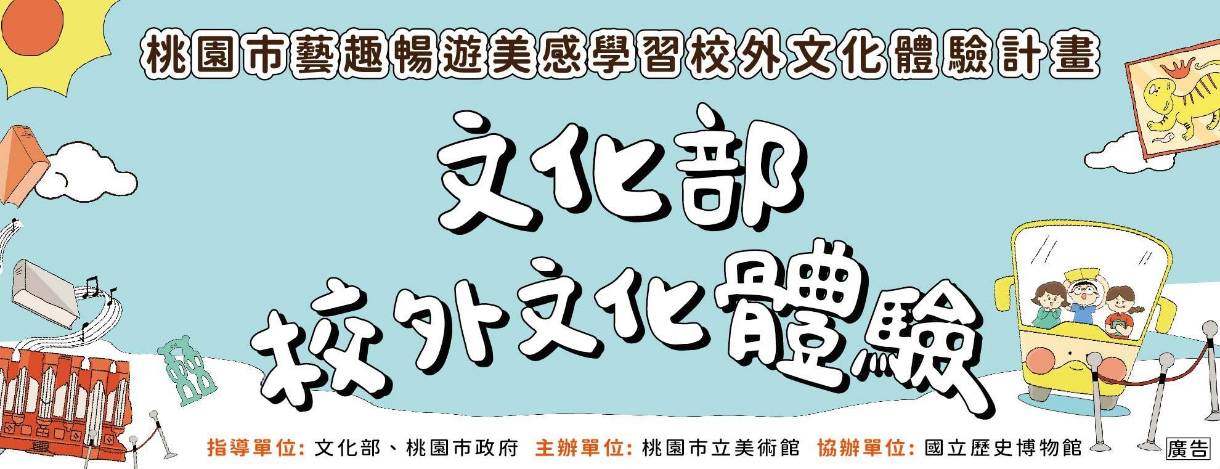 桃園市藝趣暢遊美感學習校外文化體驗計畫
文化部
校外文化體驗
指導單位: 文化部、桃園市政府 主辦單位: 桃園市立美術館 協辦單位: 國立歷史博物館
廣告